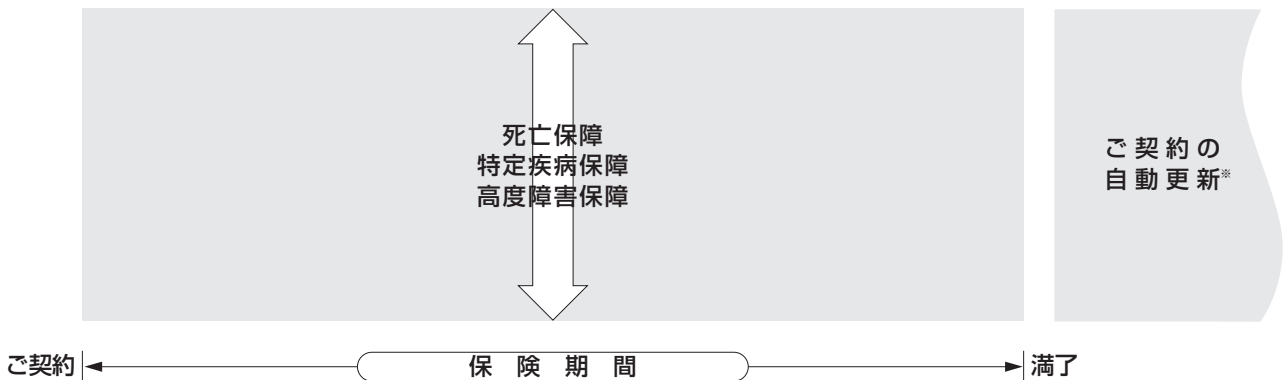 死亡保障
特定疾病保障
高度障害保障
ご契約の
自動更新※
ご契約
保険期間
満了